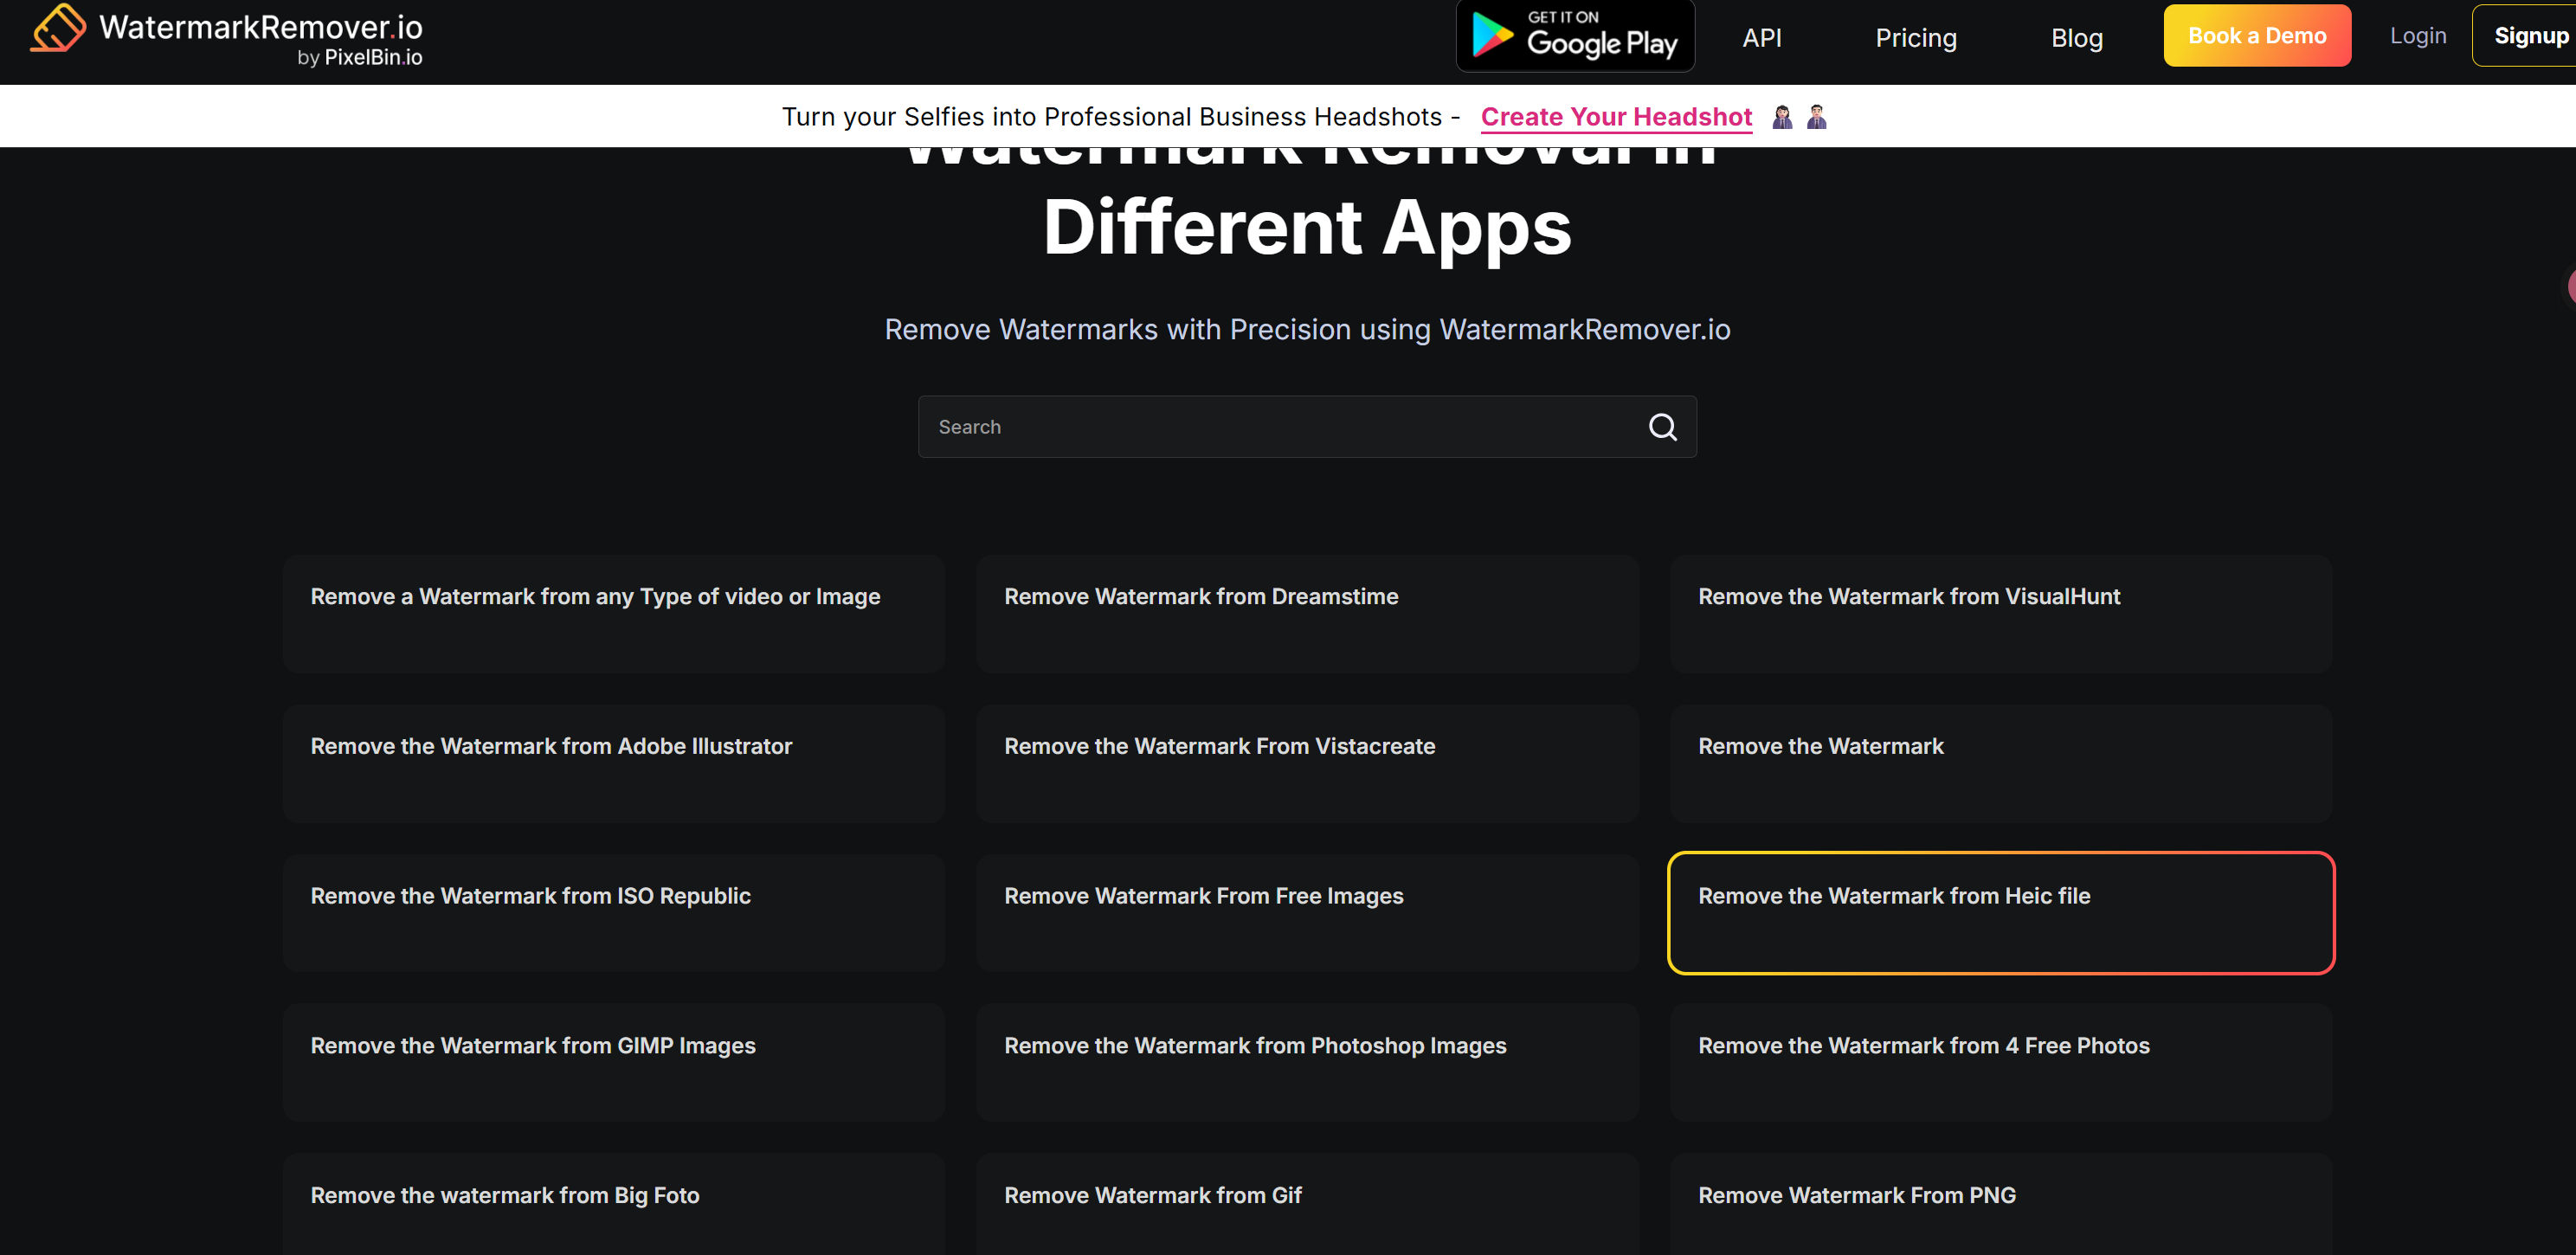 WatermarkRemover.io
by PixelBin.io
GET IT ON
Google Play
API
Pricing
Blog
Book a Demo
Login
Signup
Turn your Selfies into Professional Business Headshots - Create Your Headshot
Watermark Removal in
Different Apps
Remove Watermarks with Precision using WatermarkRemover.io
Search
Remove a Watermark from any Type of video or Image
Remove Watermark from Dreamstime
Remove the Watermark from VisualHunt
Remove the Watermark from Adobe Illustrator
Remove the Watermark From Vistacreate
Remove the Watermark
Remove the Watermark from ISO Republic
Remove Watermark From Free Images
Remove the Watermark from Heic file
Remove the Watermark from GIMP Images
Remove the Watermark from Photoshop Images
Remove the Watermark from 4 Free Photos
Remove the watermark from Big Foto
Remove Watermark from Gif
Remove Watermark From PNG